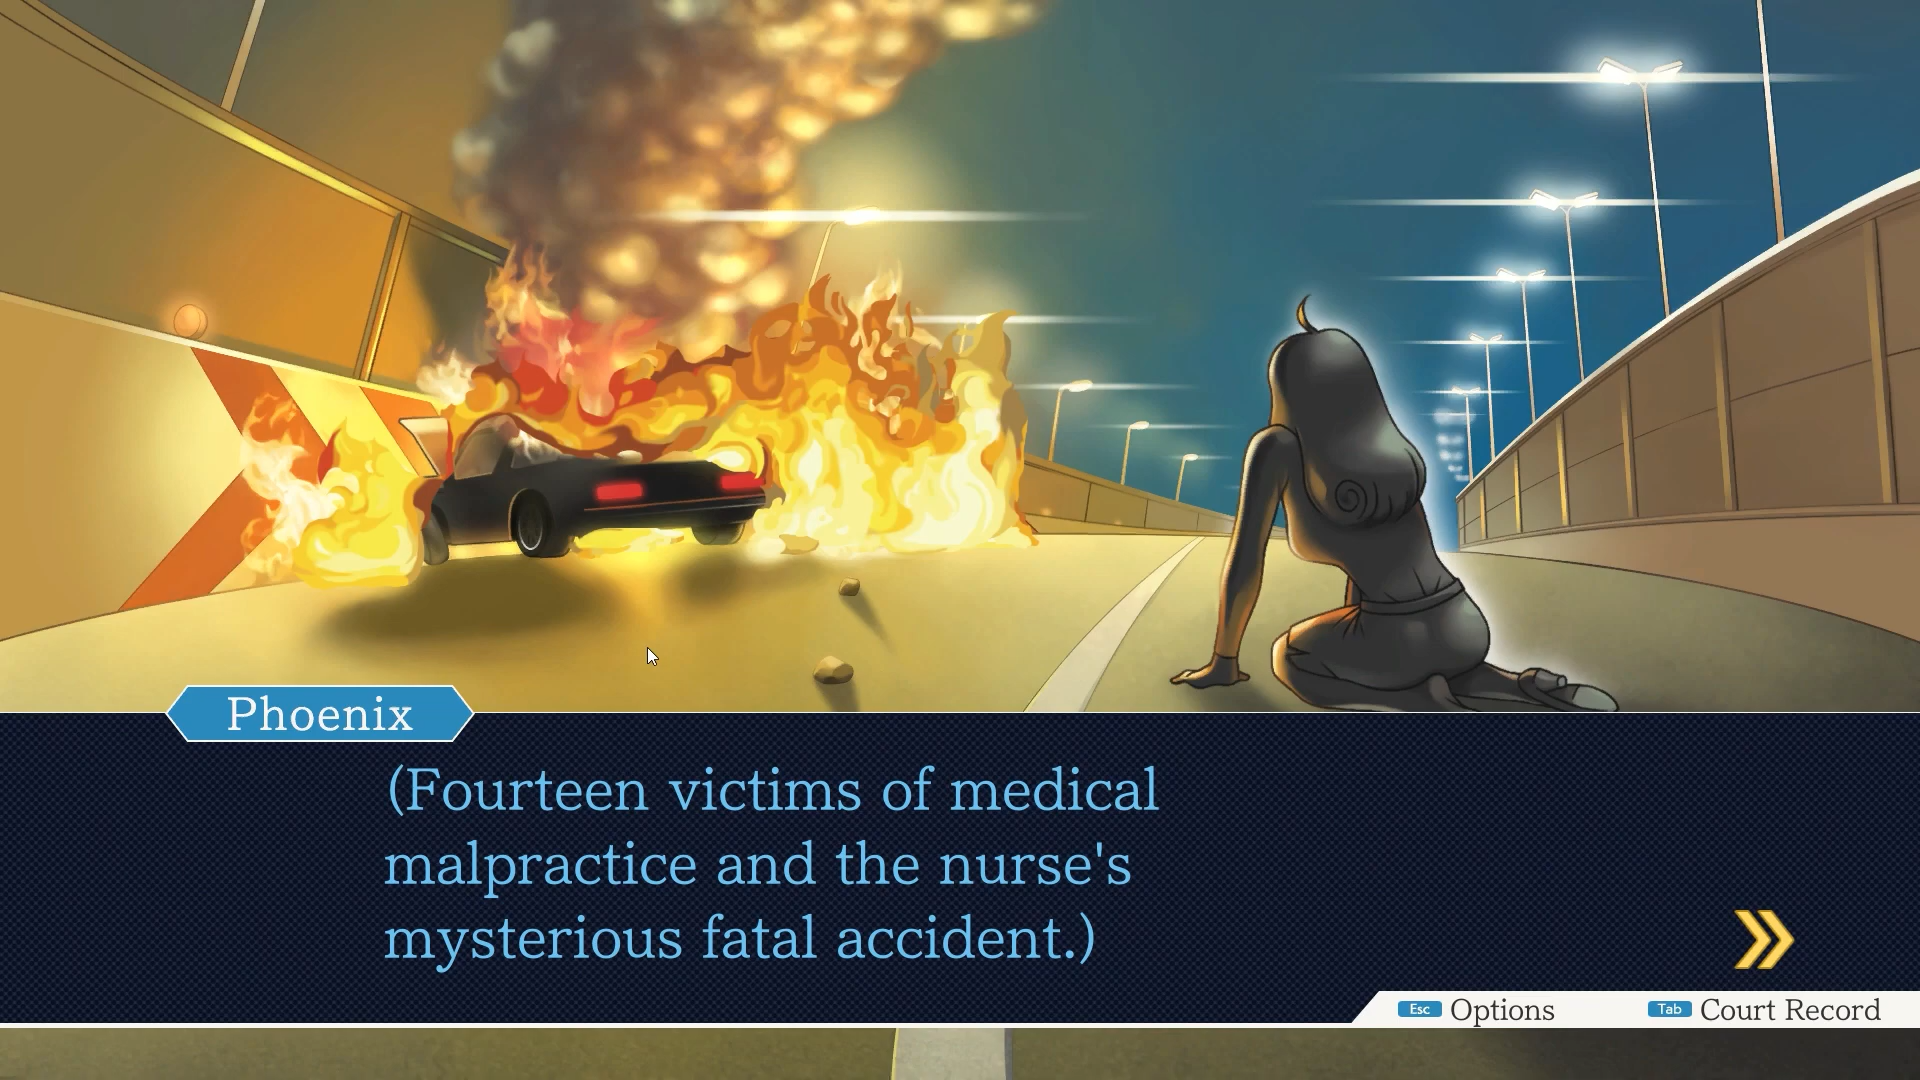 Phoenix
(Fourteen victims of medical
malpractice and the nurse's
mysterious fatal accident.)
Esc Options Tab Court Record